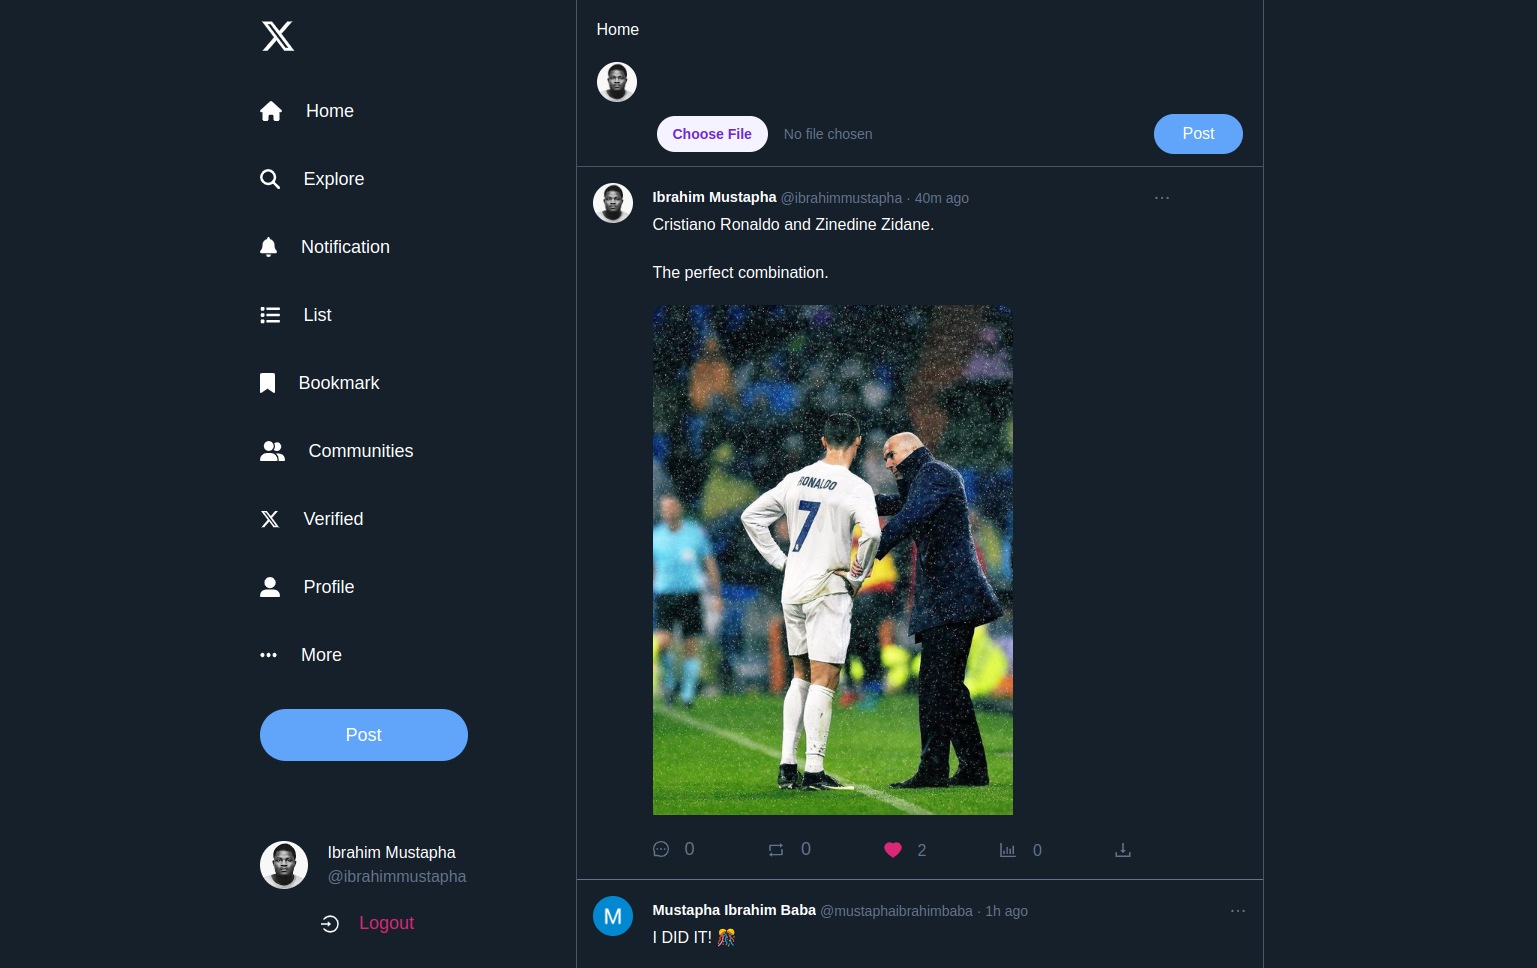 Home
Explore
Notification
List
Bookmark
Communities
Verified
Profile
More
Post
Ibrahim Mustapha
@ibrahimmustapha
Logout
Home
Choose File No file chosen Post
Ibrahim Mustapha @ibrahimmustapha · 40m ago ...
Cristiano Ronaldo and Zinedine Zidane.
The perfect combination.
RONALDO
7
0 0 2 0
M
Mustapha Ibrahim Baba @mustaphaibrahimbaba · 1h ago ...
I DID IT! 🎊